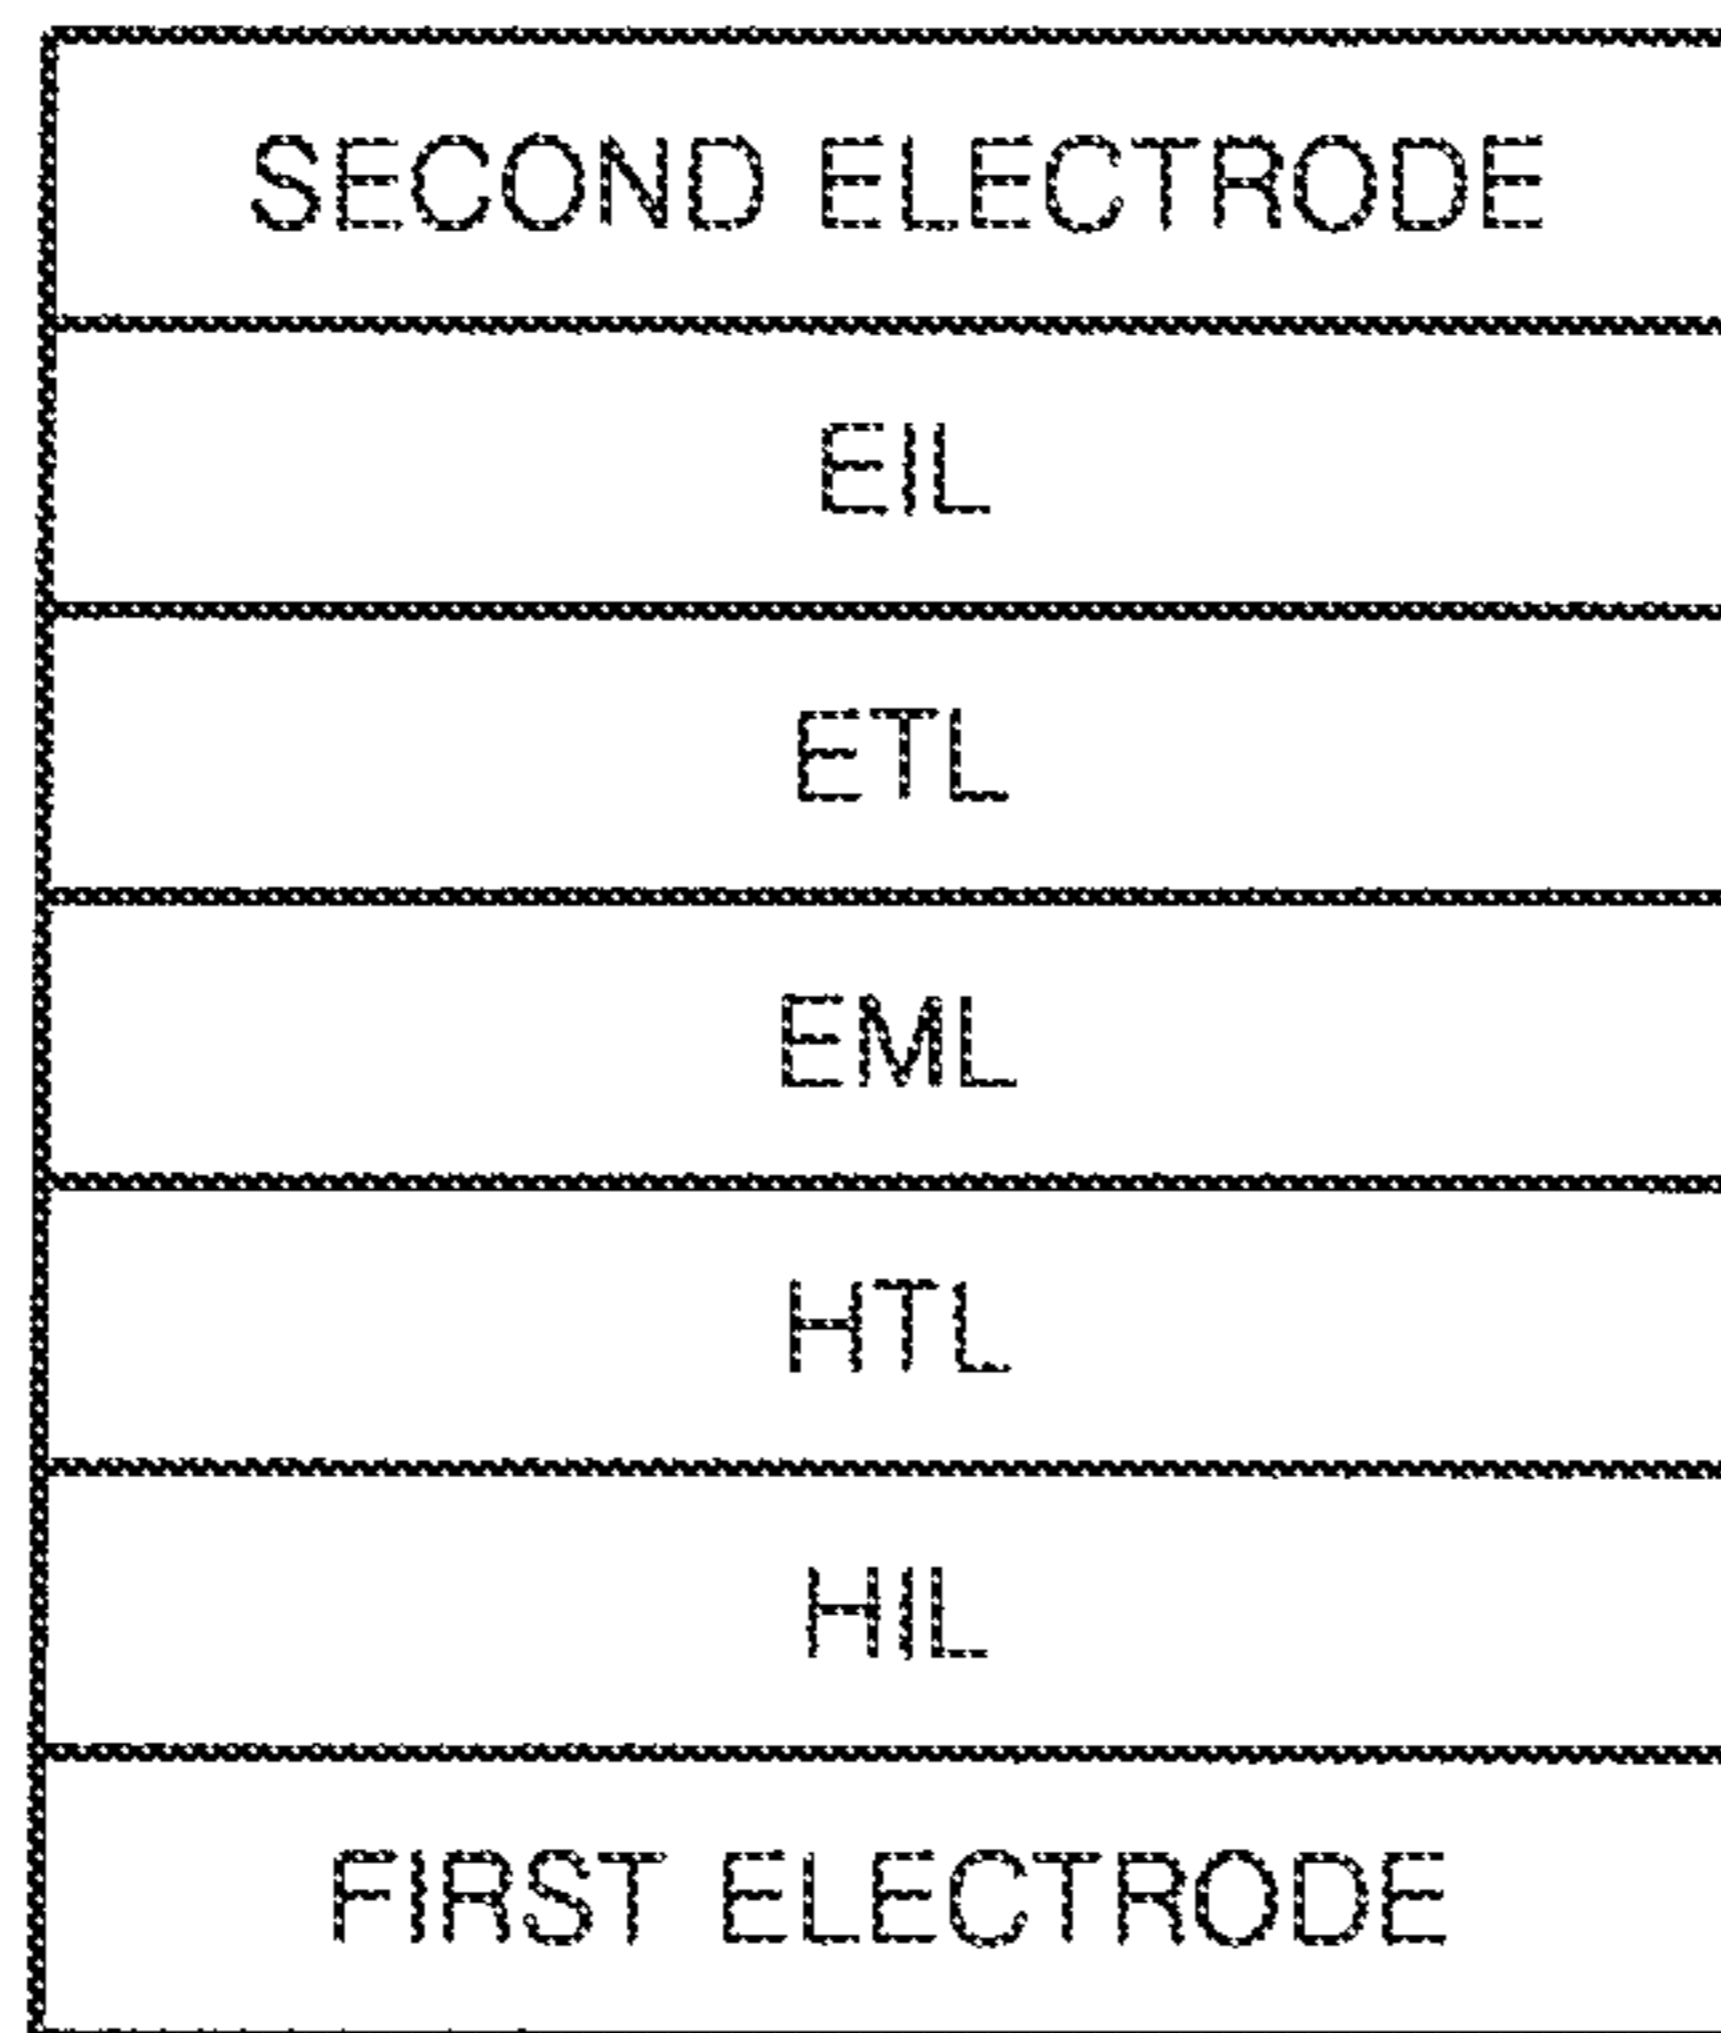 SECOND ELECTRODE
EIL
ETL
EML
HTL
HIL
FIRST ELECTRODE